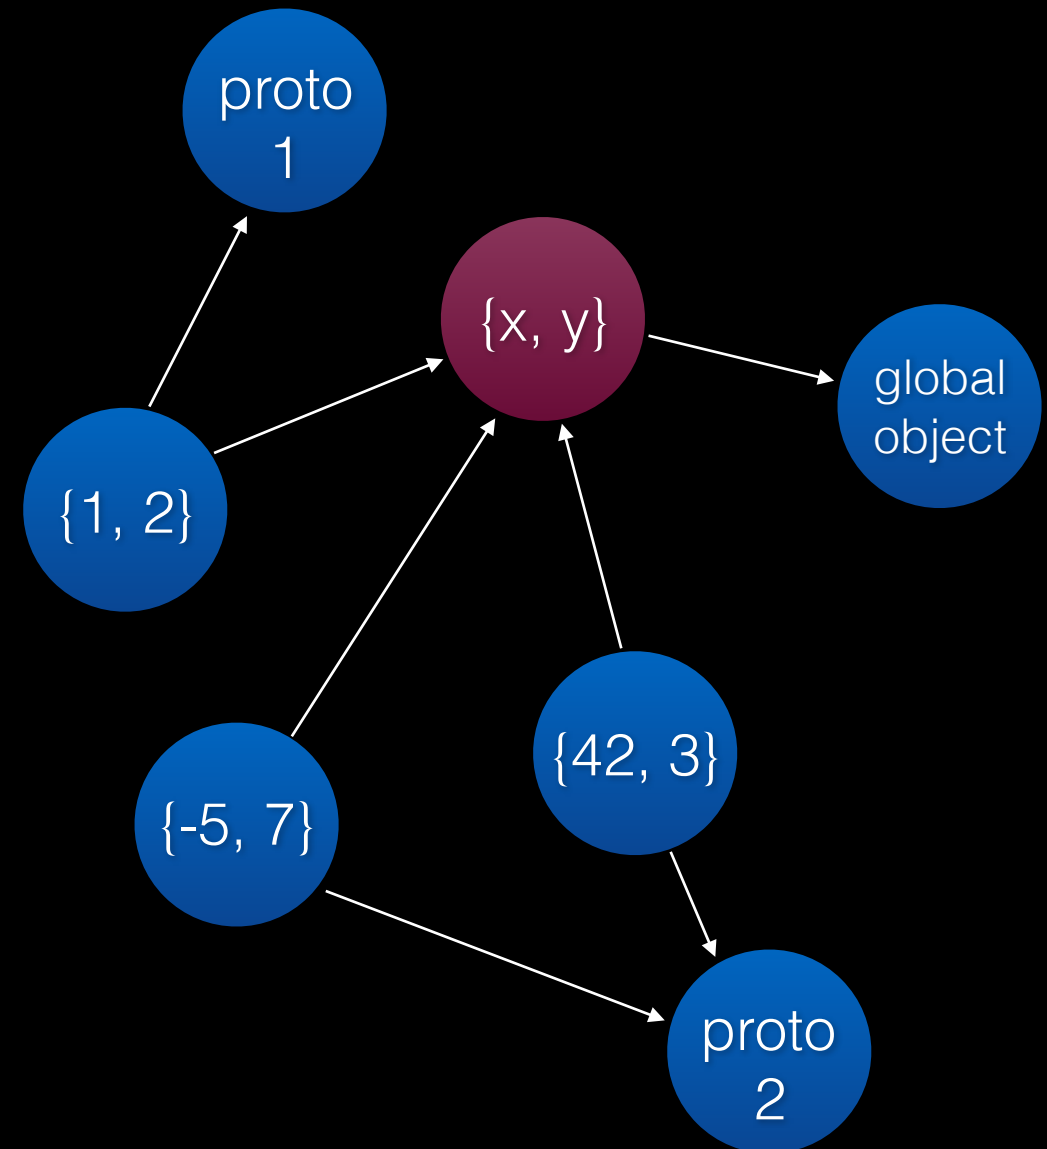 proto
1
{x, y}
global
object
{1, 2}
{42, 3}
{-5, 7}
proto
2